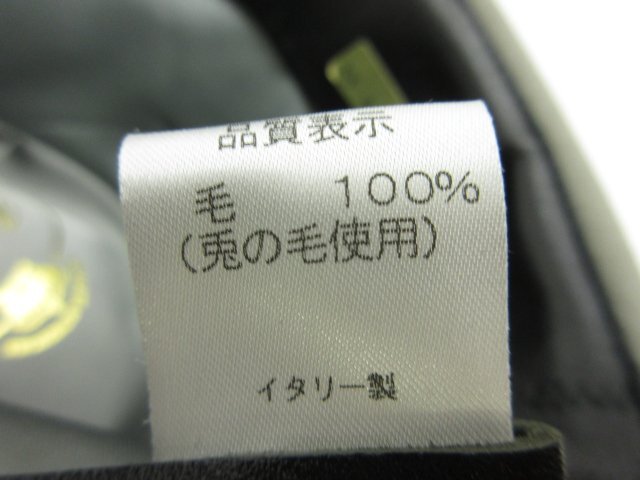 品質表示
毛 100%
(兎の毛使用)
イタリー製